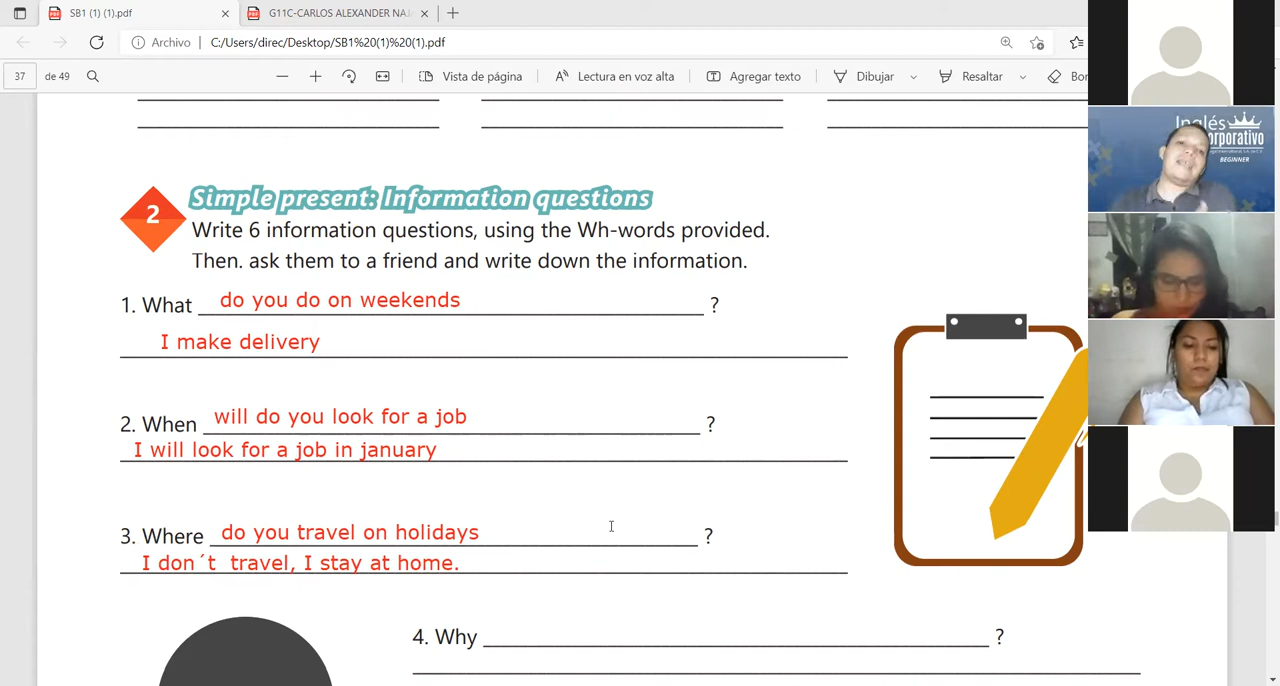 SB1 (1) (1).pdf
G11C-CARLOS ALEXANDER NAJ
Archivo C:/Users/direc/Desktop/SB1%20(1)%20(1).pdf
37 de 49 Vista de página Lectura en voz alta Agregar texto Dibujar Resaltar
Inglés
orporativo
BEGINNER
2
Simple present: Information questions
Write 6 information questions, using the Wh-words provided.
Then. ask them to a friend and write down the information.
1. What do you do on weekends ?
I make delivery
2. When will do you look for a job ?
I will look for a job in january
3. Where do you travel on holidays ?
I don´t travel, I stay at home.
4. Why ?